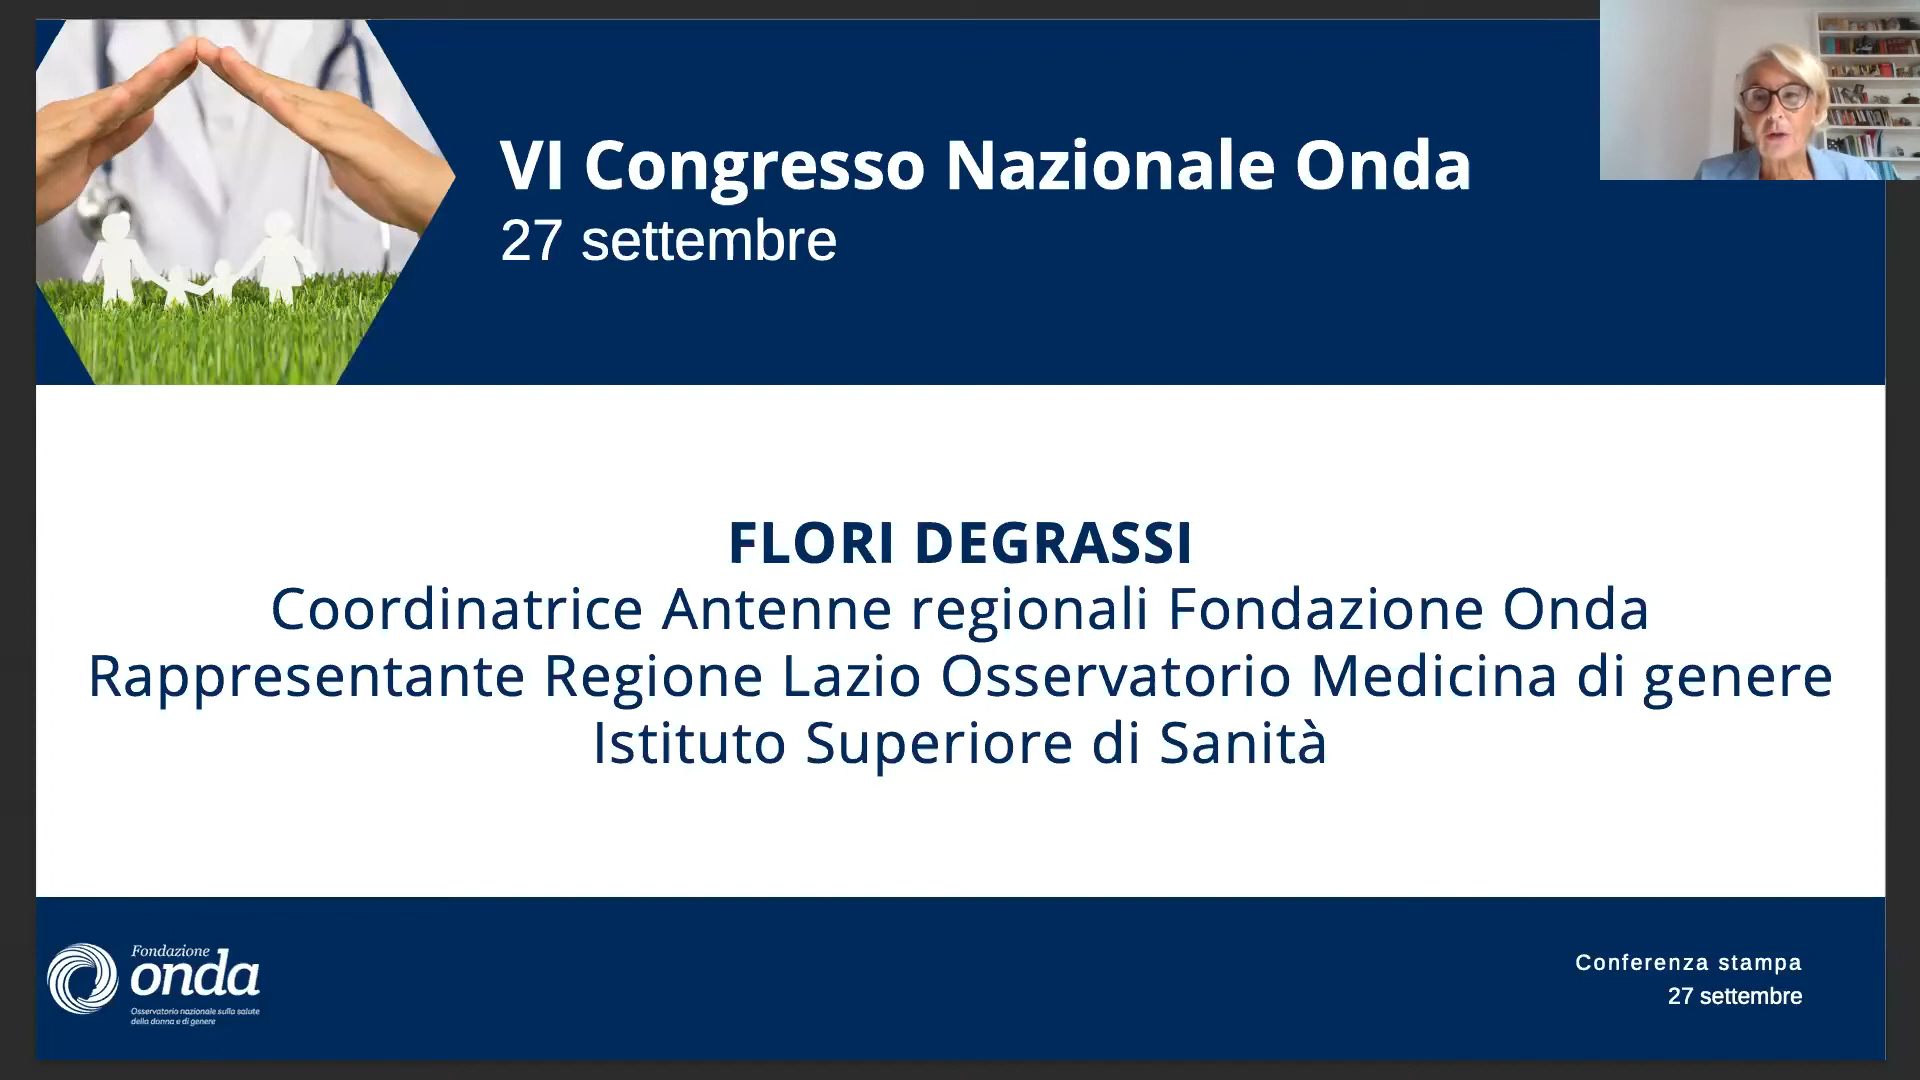 VI Congresso Nazionale Onda
27 settembre
FLORI DEGRASSI
Coordinatrice Antenne regionali Fondazione Onda
Rappresentante Regione Lazio Osservatorio Medicina di genere
Istituto Superiore di Sanità
Fondazione
onda
Osservatorio nazionale sulla salute
della donna e di genere
Conferenza stampa
27 settembre